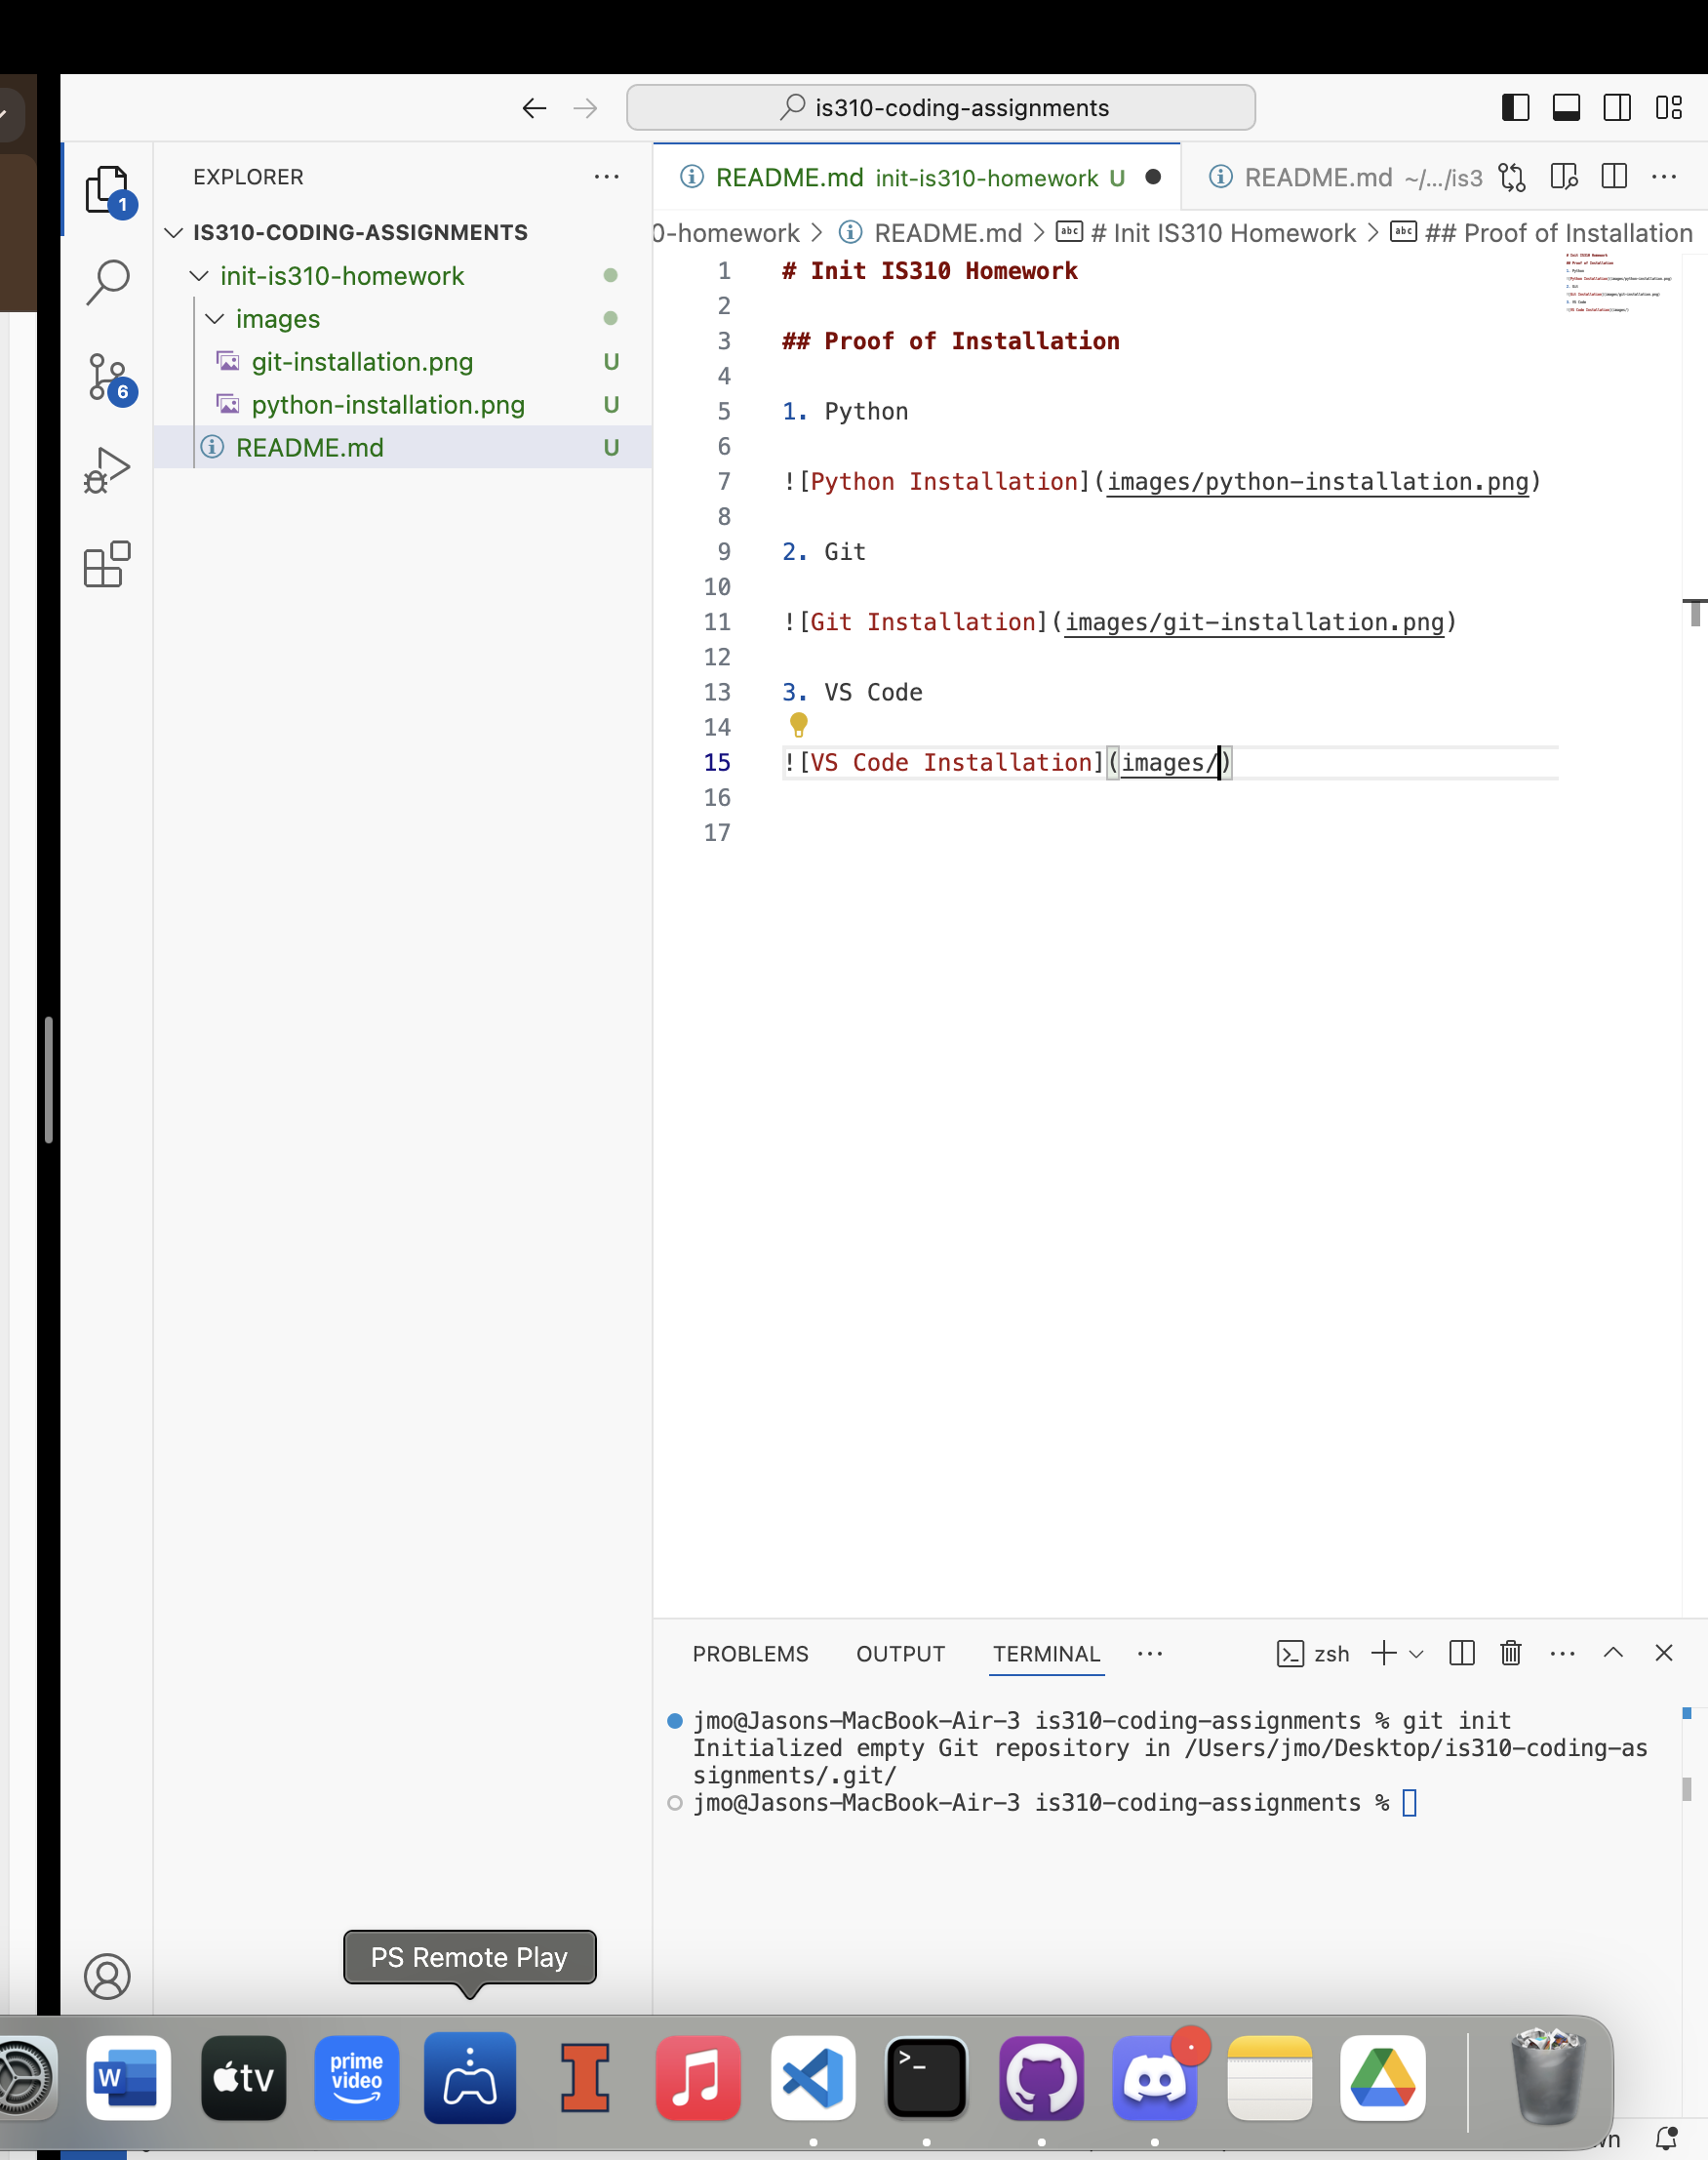 is310-coding-assignments
EXPLORER
README.md init-is310-homework U
README.md ~/.../is3
IS310-CODING-ASSIGNMENTS
init-is310-homework
images
git-installation.png U
python-installation.png U
README.md U
1
6
0-homework > README.md > # Init IS310 Homework > ## Proof of Installation
1 # Init IS310 Homework
2
3 ## Proof of Installation
4
5 1. Python
6
7 ![Python Installation](images/python-installation.png)
8
9 2. Git
10
11 ![Git Installation](images/git-installation.png)
12
13 3. VS Code
14
15 ![VS Code Installation](images/)
16
17
PROBLEMS OUTPUT TERMINAL zsh
jmo@Jasons-MacBook-Air-3 is310-coding-assignments % git init
Initialized empty Git repository in /Users/jmo/Desktop/is310-coding-as
signments/.git/
jmo@Jasons-MacBook-Air-3 is310-coding-assignments %
PS Remote Play
W
tv
prime
video